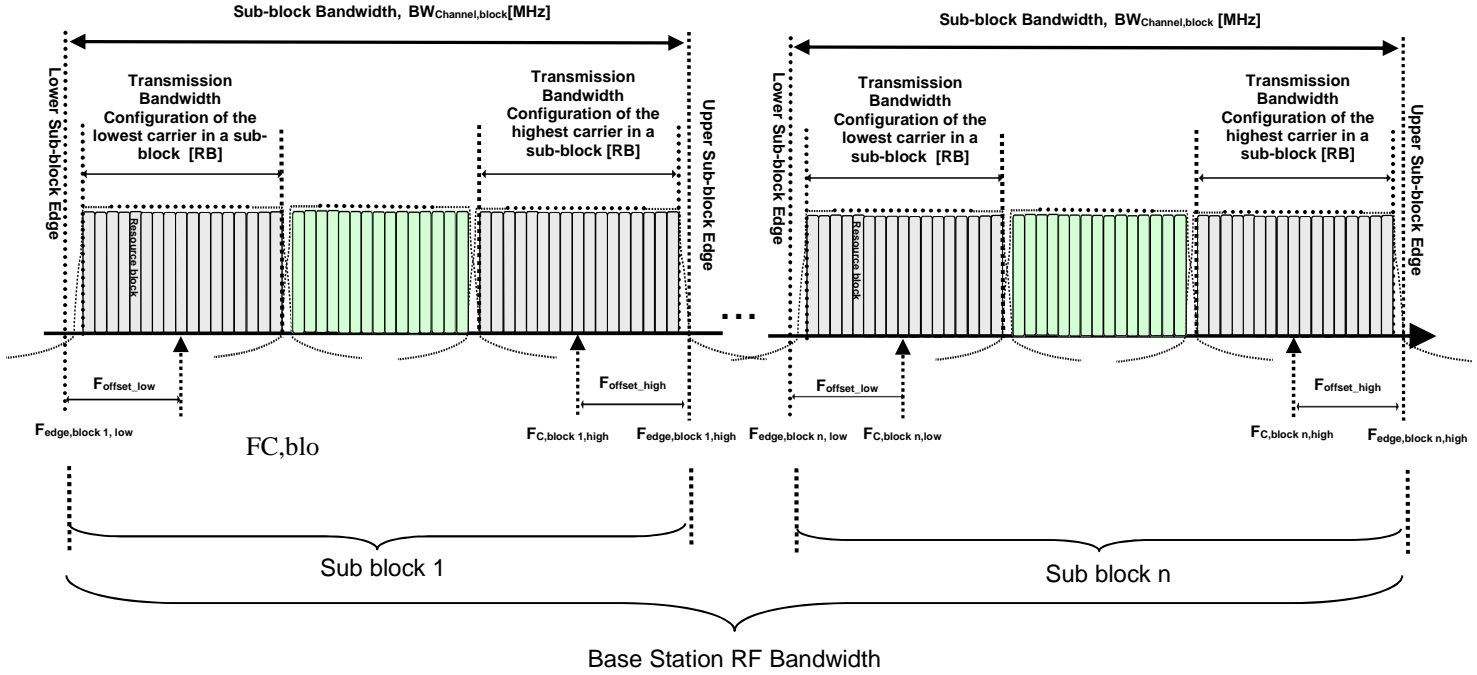 Sub-block Bandwidth, BWChannel,block[MHz]
Lower Sub-block Edge
Transmission
Bandwidth
Configuration of the
lowest carrier in a sub-
block [RB]
Transmission
Bandwidth
Configuration of the
highest carrier in a
sub-block [RB]
Upper Sub-block Edge
Resource block
Foffset_low
Foffset_high
Fedge,block 1, low
FC,blo
FC,block 1,high
Fedge,block 1,high
Sub block 1
...
Sub-block Bandwidth, BWChannel,block [MHz]
Lower Sub-block Edge
Transmission
Bandwidth
Configuration of the
lowest carrier in a
sub-block [RB]
Transmission
Bandwidth
Configuration of the
highest carrier in a
sub-block [RB]
Upper Sub-block Edge
Resource block
Foffset_low
Foffset_high
Fedge,block n, low
FC,block n,low
FC,block n,high
Fedge,block n,high
Sub block n
Base Station RF Bandwidth